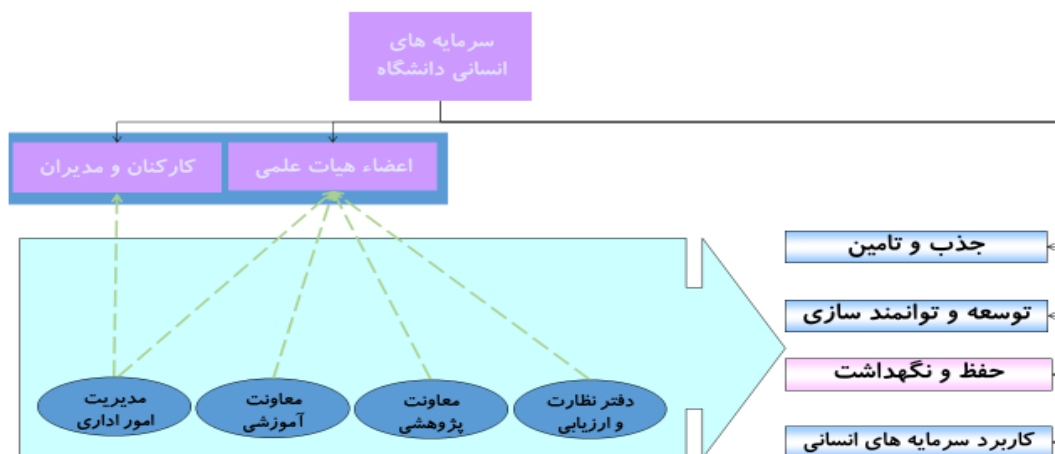 سرمایه های
انسانی دانشگاه
اعضاء هیات علمی
کارکنان و مدیران
جذب و تامین
توسعه و توانمند سازی
حفظ و نگهداشت
کاربرد سرمایه های انسانی
دفتر نظارت
و ارزیابی
معاونت
پژوهشی
معاونت
آموزشی
مدیریت
امور اداری